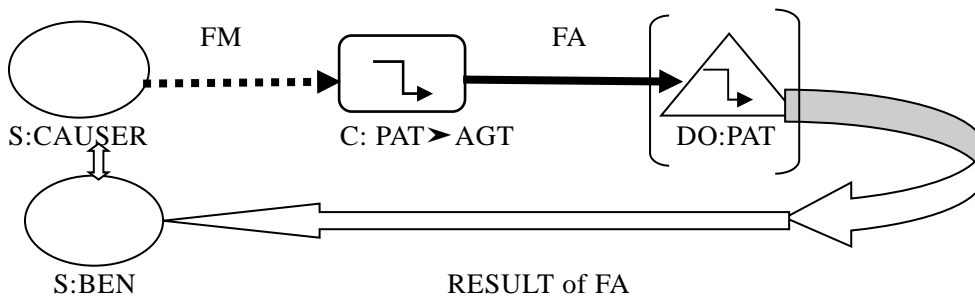 FM FA
S:CAUSER C: PAT➤AGT DO:PAT
S:BEN RESULT of FA